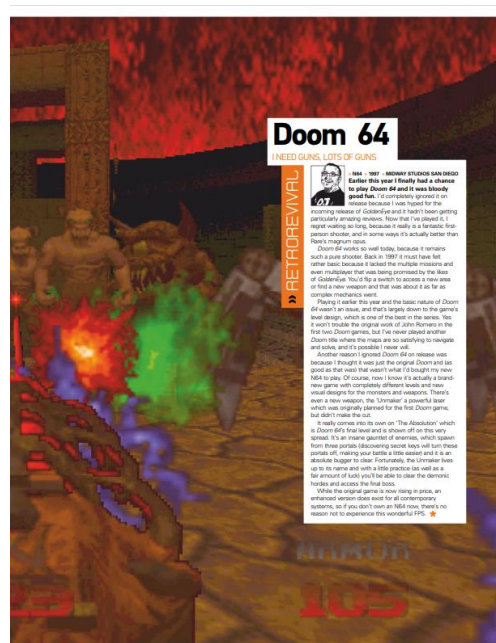 Doom 64
I NEED GUNS, LOTS OF GUNS
RETROREVIVAL
» N64 » 1997 » MIDWAY STUDIOS SAN DIEGO
Earlier this year I finally had a chance
to play Doom 64 and it was bloody
good fun. I'd completely ignored it on
release because I was hyped for the
incoming release of GoldenEye and it hadn't been getting
particularly amazing reviews. Now that I've played it, I
regret waiting so long, because it really is a fantastic first-
person shooter, and in some ways it's actually better than
Rare's magnum opus.
Doom 64 works so well today, because it remains
such a pure shooter. Back in 1997 it must have felt
rather basic because it lacked the multiple missions and
even multiplayer that was being promised by the likes
of GoldenEye. You'd flip a switch to access a new area
or find a new weapon and that was about it as far as
complex mechanics went.
Playing it earlier this year and the basic nature of Doom
64 wasn't an issue, and that's largely down to the game's
level design, which is one of the best in the series. Yes
it won't trouble the original work of John Romero in the
first two Doom games, but I've never played another
Doom title where the maps are so satisfying to navigate
and solve, and it's possible I never will.
Another reason I ignored Doom 64 on release was
because I thought it was just the original Doom and (as
good as that was) that wasn't what I'd bought my new
N64 to play. Of course, now I know it's actually a brand-
new game with completely different levels and new
visual designs for the monsters and weapons. There's
even a new weapon, the 'Unmaker' a powerful laser
which was originally planned for the first Doom game,
but didn't make the cut.
It really comes into its own on 'The Absolution' which
is Doom 64's final level and is shown off on this very
spread. It's an insane gauntlet of enemies, which spawn
from three portals (discovering secret keys will turn these
portals off, making your battle a little easier) and it is an
absolute bugger to clear. Fortunately, the Unmaker lives
up to its name and with a little practice (as well as a
fair amount of luck) you'll be able to clear the demonic
hordes and access the final boss.
While the original game is now rising in price, an
enhanced version does exist for all contemporary
systems, so if you don't own an N64 now, there's no
reason not to experience this wonderful FPS.
ARMOR
105